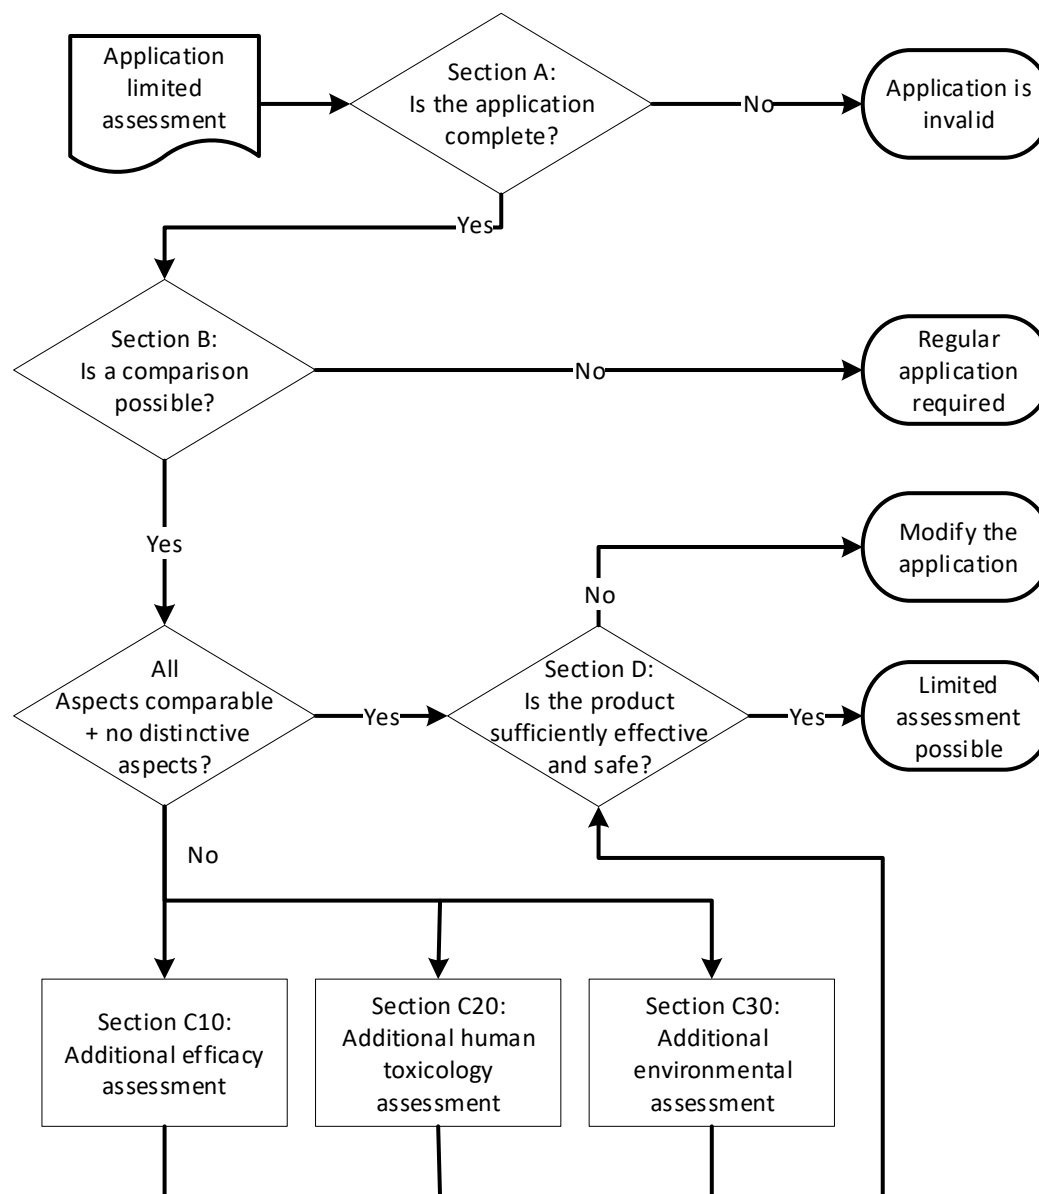 Application
limited
assessment
Section A:
Is the application
complete?
No
Application is
invalid
Yes
Section B:
Is a comparison
possible?
No
Regular
application
required
Yes
Modify the
application
No
All
Aspects comparable
+ no distinctive
aspects?
Yes
Section D:
Is the product
sufficiently effective
and safe?
Yes
Limited
assessment
possible
No
Section C10:
Additional efficacy
assessment
Section C20:
Additional human
toxicology
assessment
Section C30:
Additional
environmental
assessment